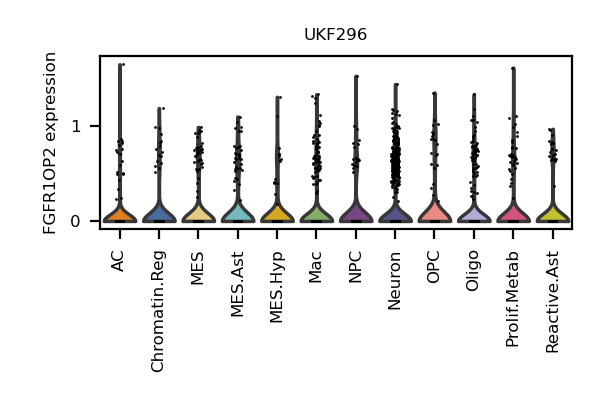 UKF296
FGFR1OP2 expression
1
0
AC
Chromatin.Reg
MES
MES.Ast
MES.Hyp
Mac
NPC
Neuron
OPC
Oligo
Prolif.Metab
Reactive.Ast